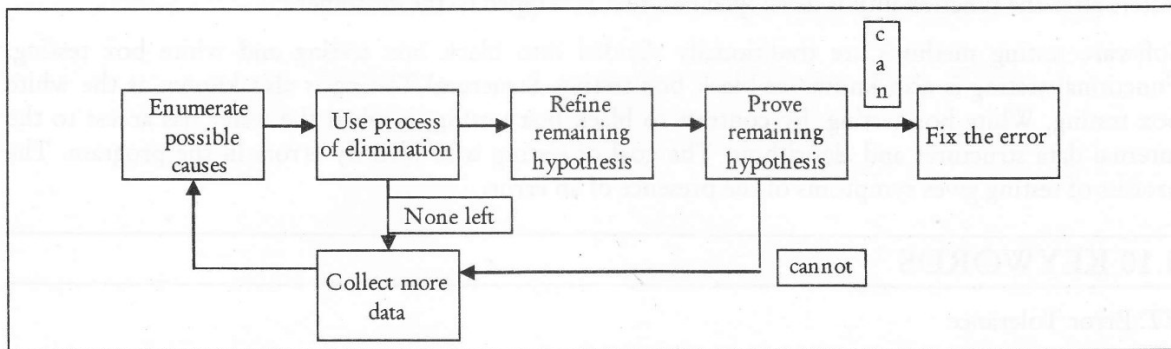 c
a
n
Enumerate
possible
causes
Use process
of elimination
Refine
remaining
hypothesis
Prove
remaining
hypothesis
Fix the error
None left
Collect more
data
cannot